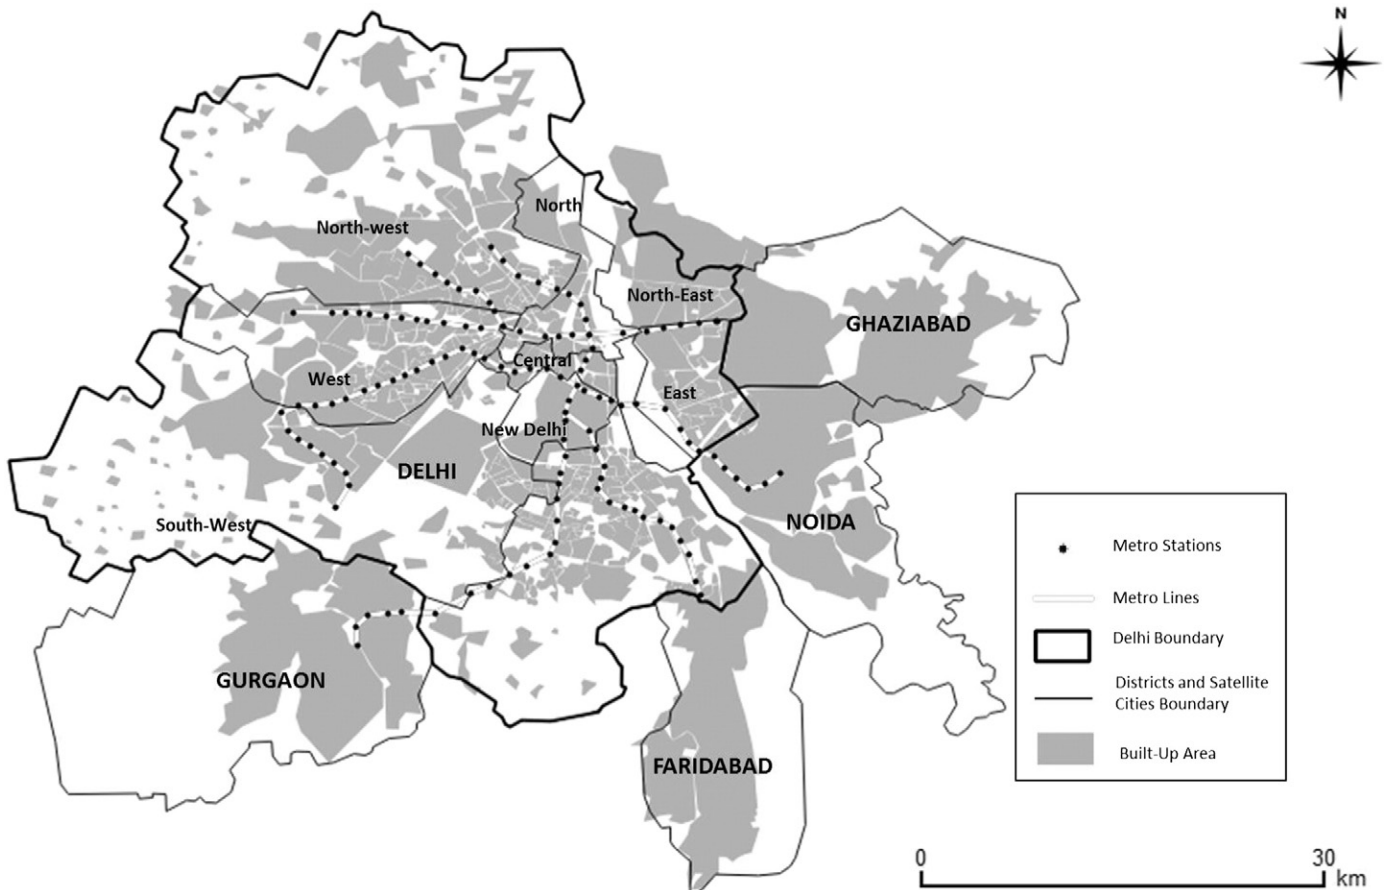 N
North
North-west
North-East
GHAZIABAD
Central
West
East
New Delhi
DELHI
South-West
NOIDA
GURGAON
FARIDABAD
Metro Stations
Metro Lines
Delhi Boundary
Districts and Satellite
Cities Boundary
Built-Up Area
0 30
km